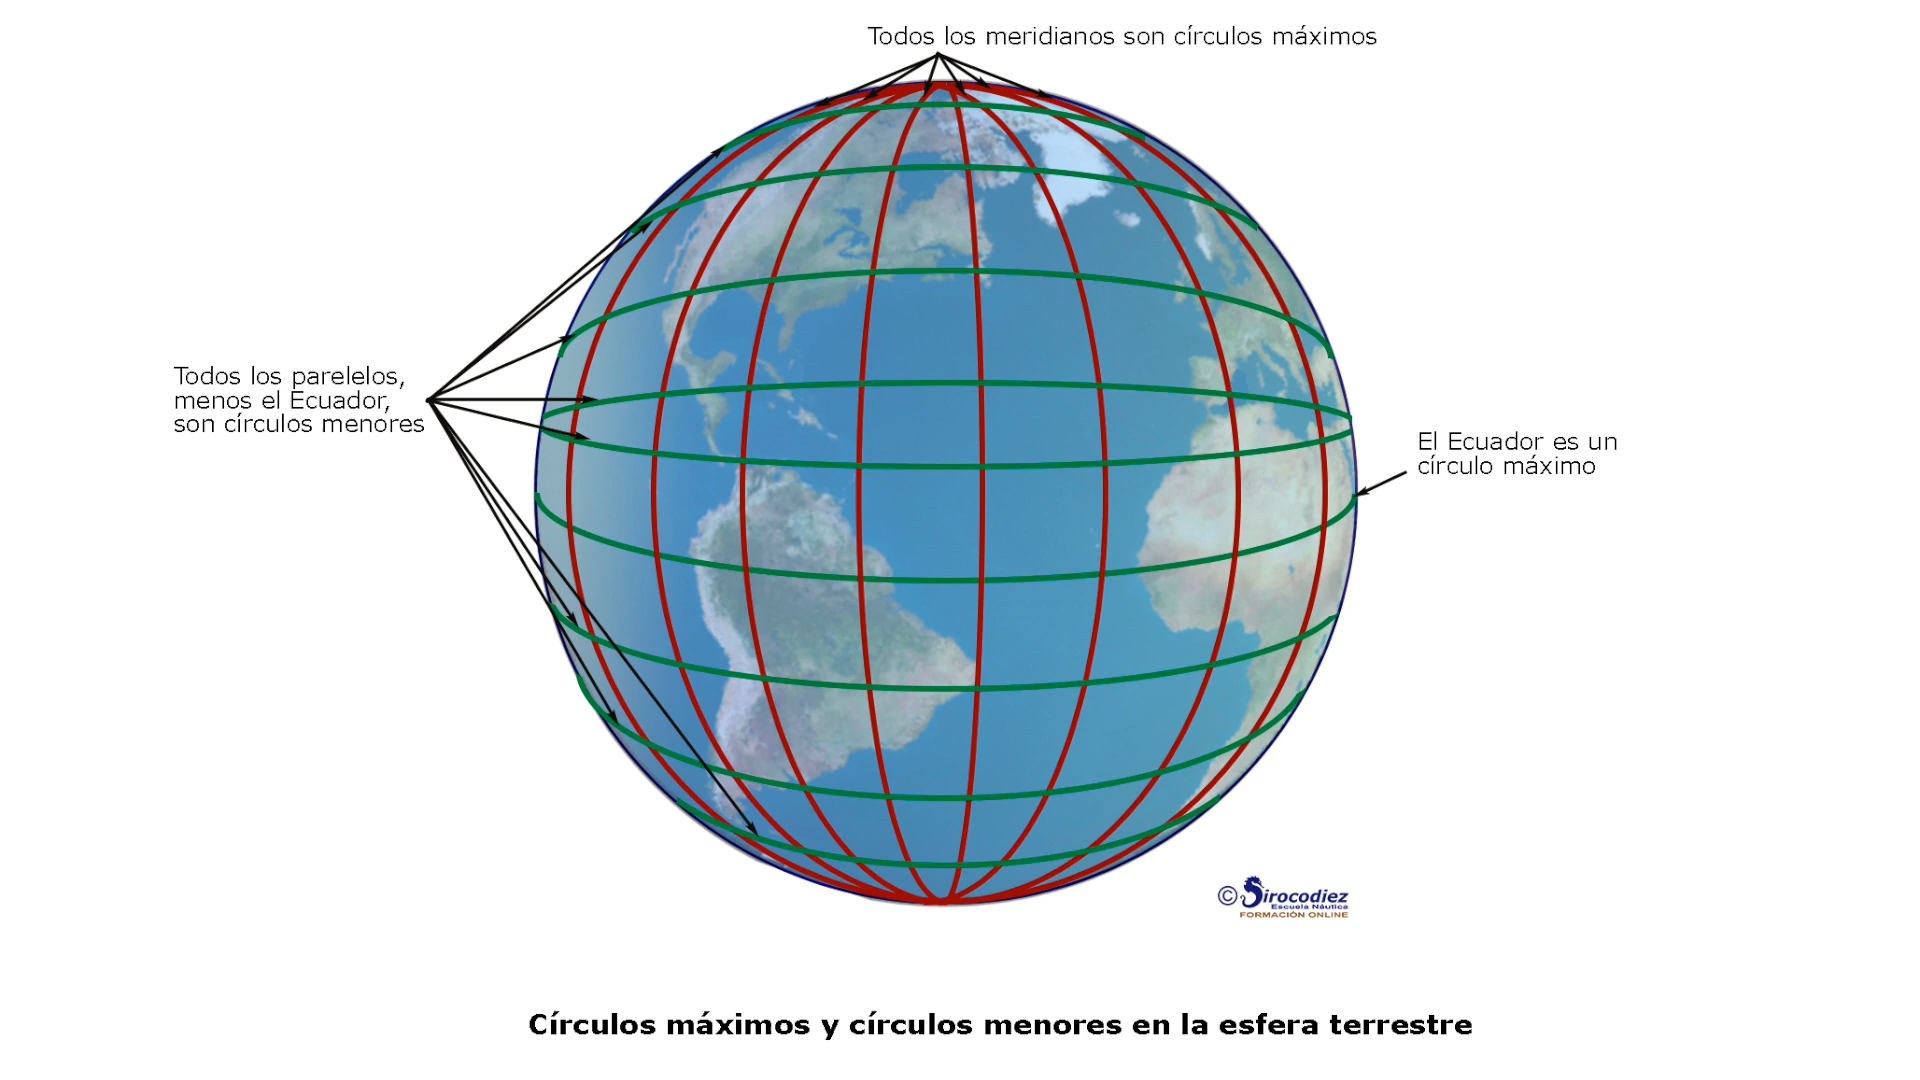 Todos los meridianos son círculos máximos
Todos los parelelos,
menos el Ecuador,
son círculos menores
El Ecuador es un
círculo máximo
© Sirocodiez
Escuela Náutica
FORMACIÓN ONLINE
Círculos máximos y círculos menores en la esfera terrestre